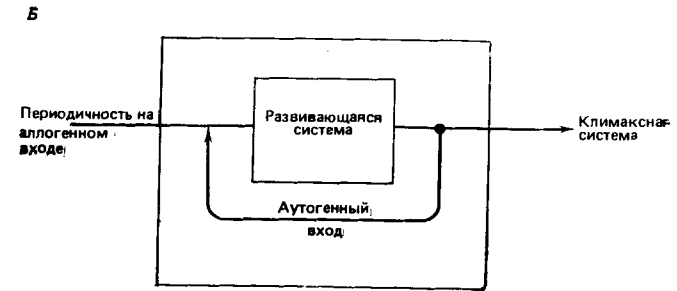 Б
Периодичность на
аллогенном
входе
Развивающаяся
система
Климаксная
система
Аутогенный
вход